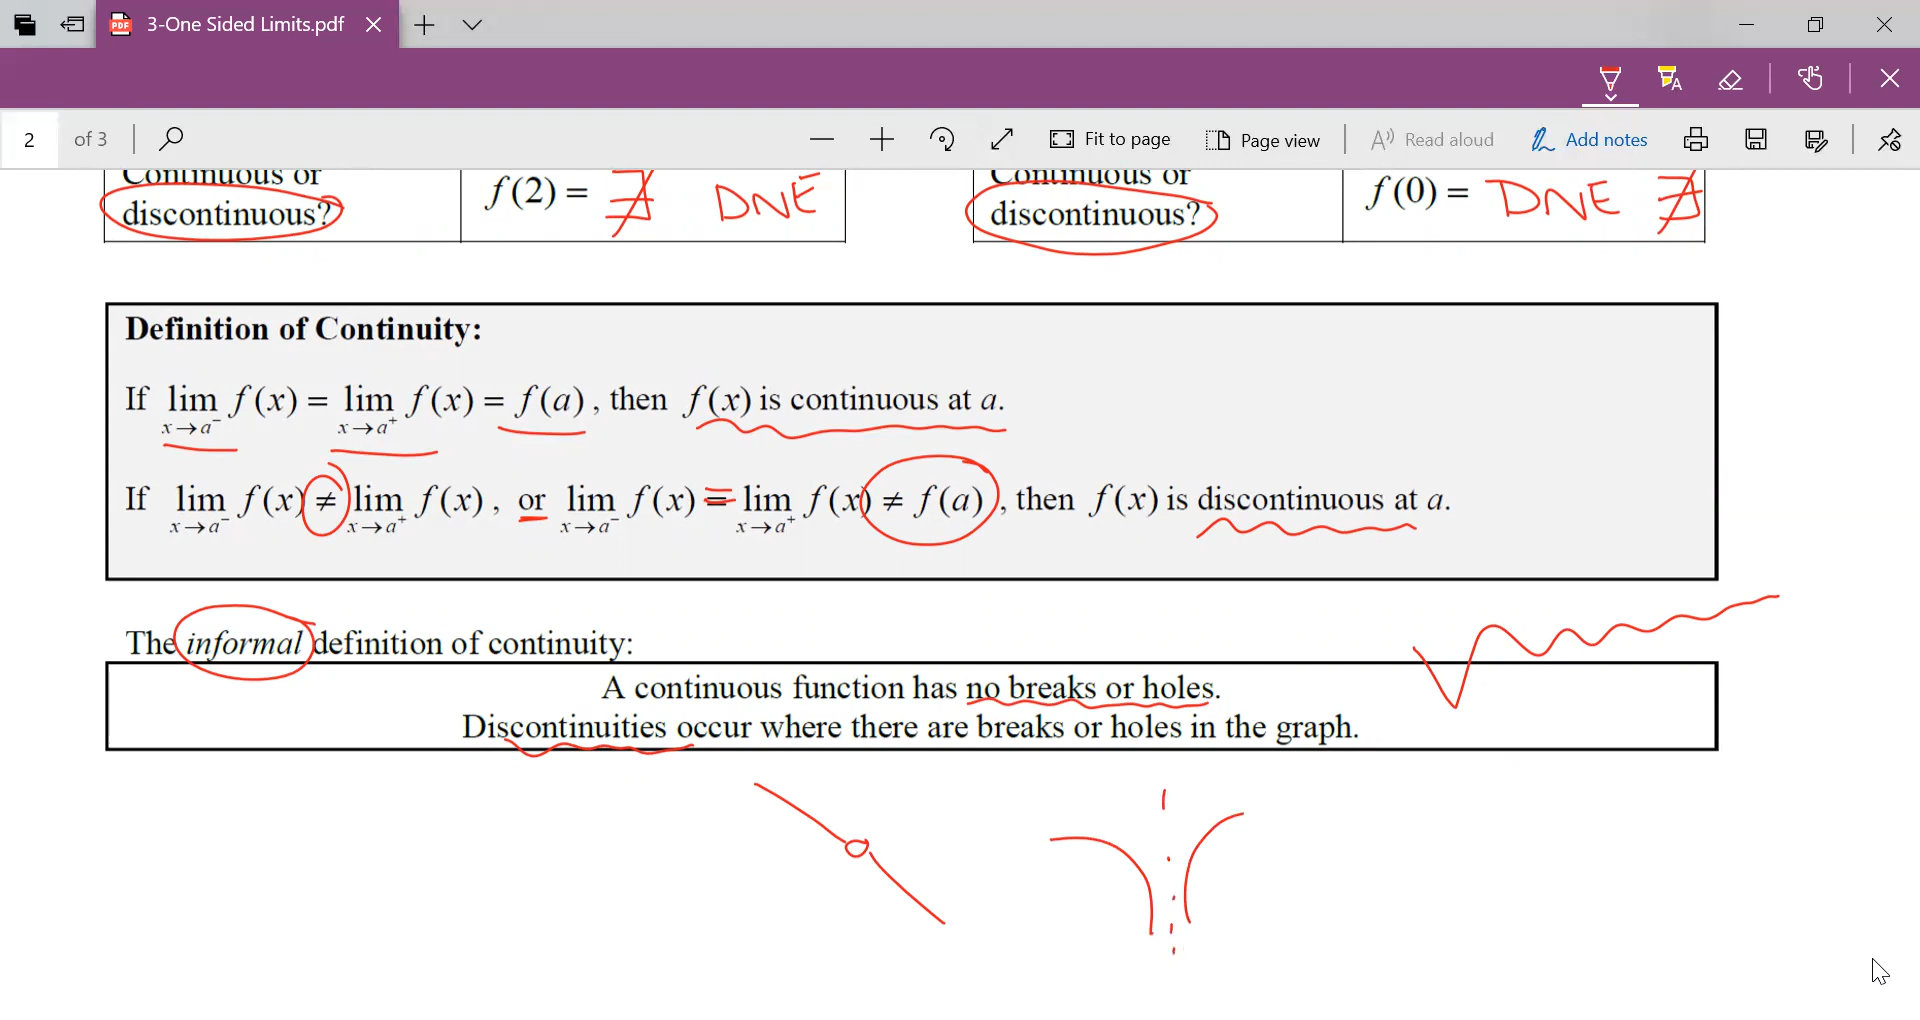 3-One Sided Limits.pdf
2 of 3 Fit to page Page view Read aloud Add notes
Continuous or
discontinuous? f(2) = ∄ DNE
Continuous or
discontinuous? f(0) = DNE ∄
Definition of Continuity:
If lim x→a⁻ f(x) = lim x→a⁺ f(x) = f(a), then f(x) is continuous at a.
If lim x→a⁻ f(x) ≠ lim x→a⁺ f(x), or lim x→a⁻ f(x) = lim x→a⁺ f(x) ≠ f(a), then f(x) is discontinuous at a.
The informal definition of continuity:
A continuous function has no breaks or holes.
Discontinuities occur where there are breaks or holes in the graph.